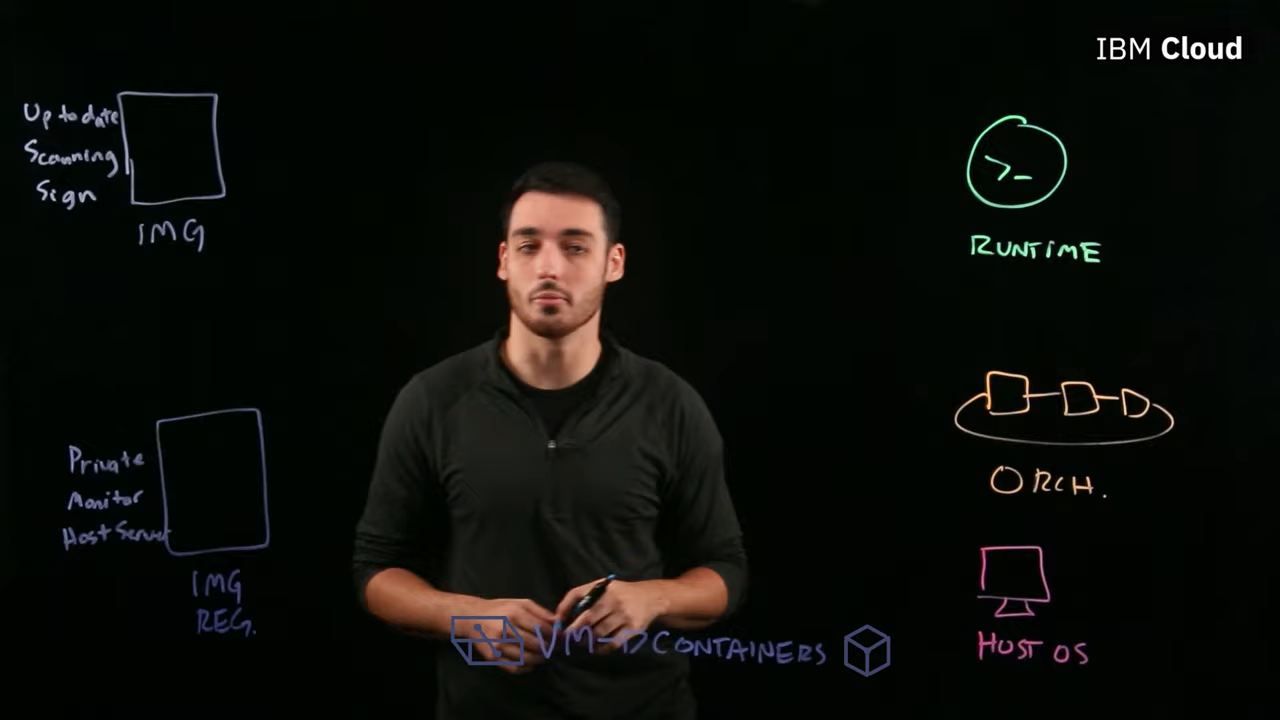 IBM Cloud
Up to date
Scanning
Sign
IMG
Private
Monitor
Host Server
IMG
REG.
VM→CONTAINERS
>_
RUNTIME
ORCH.
HOST OS